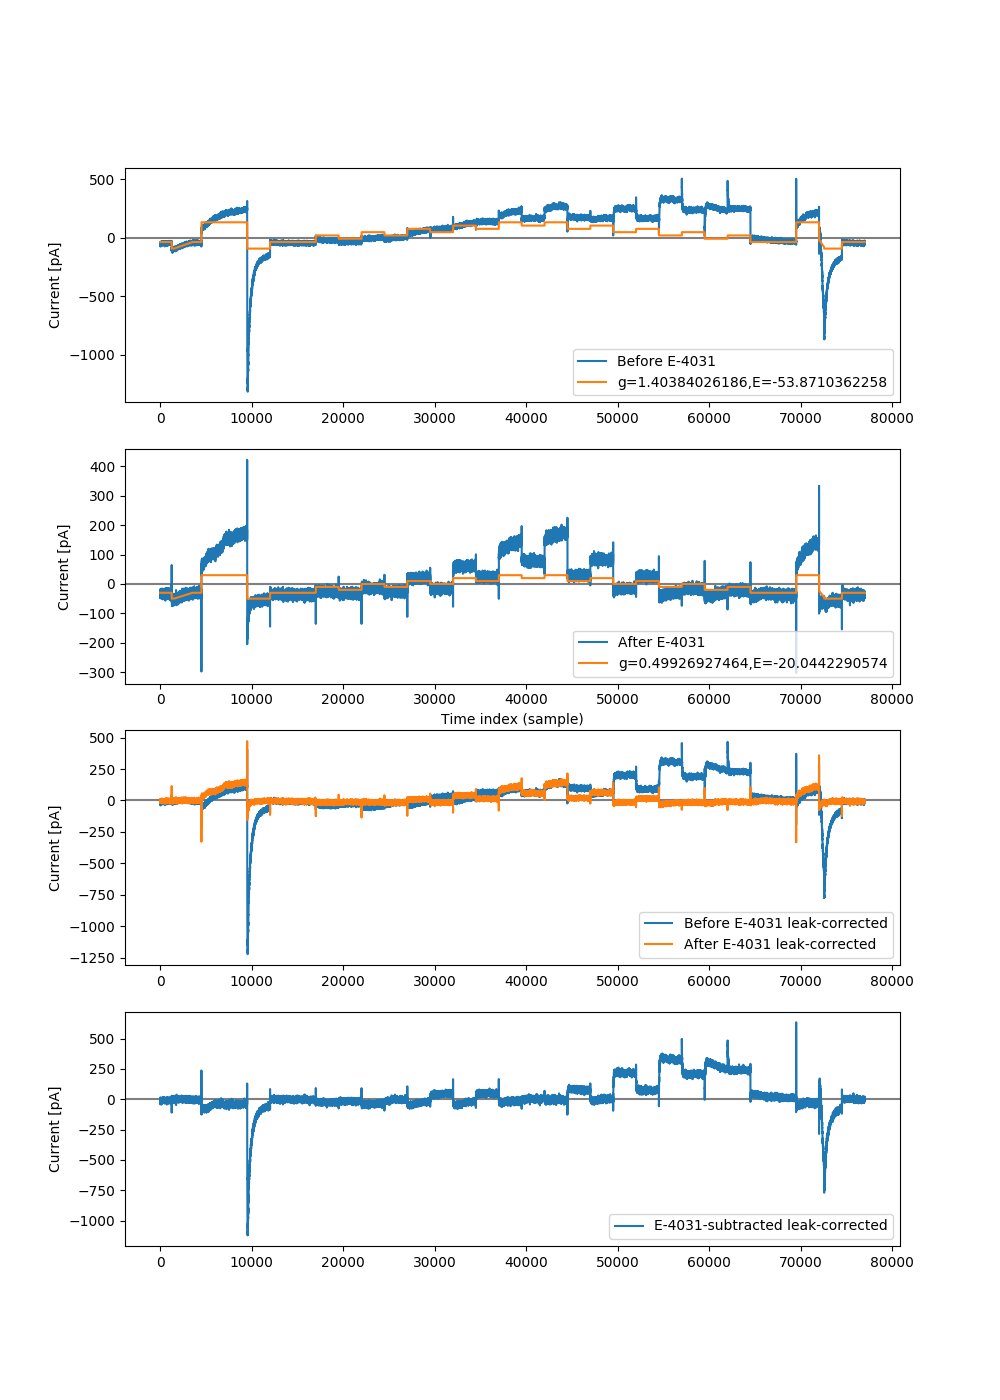 500
0
−500
−1000
Current [pA]
Before E-4031
g=1.40384026186,E=-53.8710362258
0 10000 20000 30000 40000 50000 60000 70000 80000
400
300
200
100
0
−100
−200
−300
Current [pA]
After E-4031
g=0.49926927464,E=-20.0442290574
0 10000 20000 30000 40000 50000 60000 70000 80000
Time index (sample)
500
250
0
−250
−500
−750
−1000
−1250
Current [pA]
Before E-4031 leak-corrected
After E-4031 leak-corrected
0 10000 20000 30000 40000 50000 60000 70000 80000
500
250
0
−250
−500
−750
−1000
Current [pA]
E-4031-subtracted leak-corrected
0 10000 20000 30000 40000 50000 60000 70000 80000